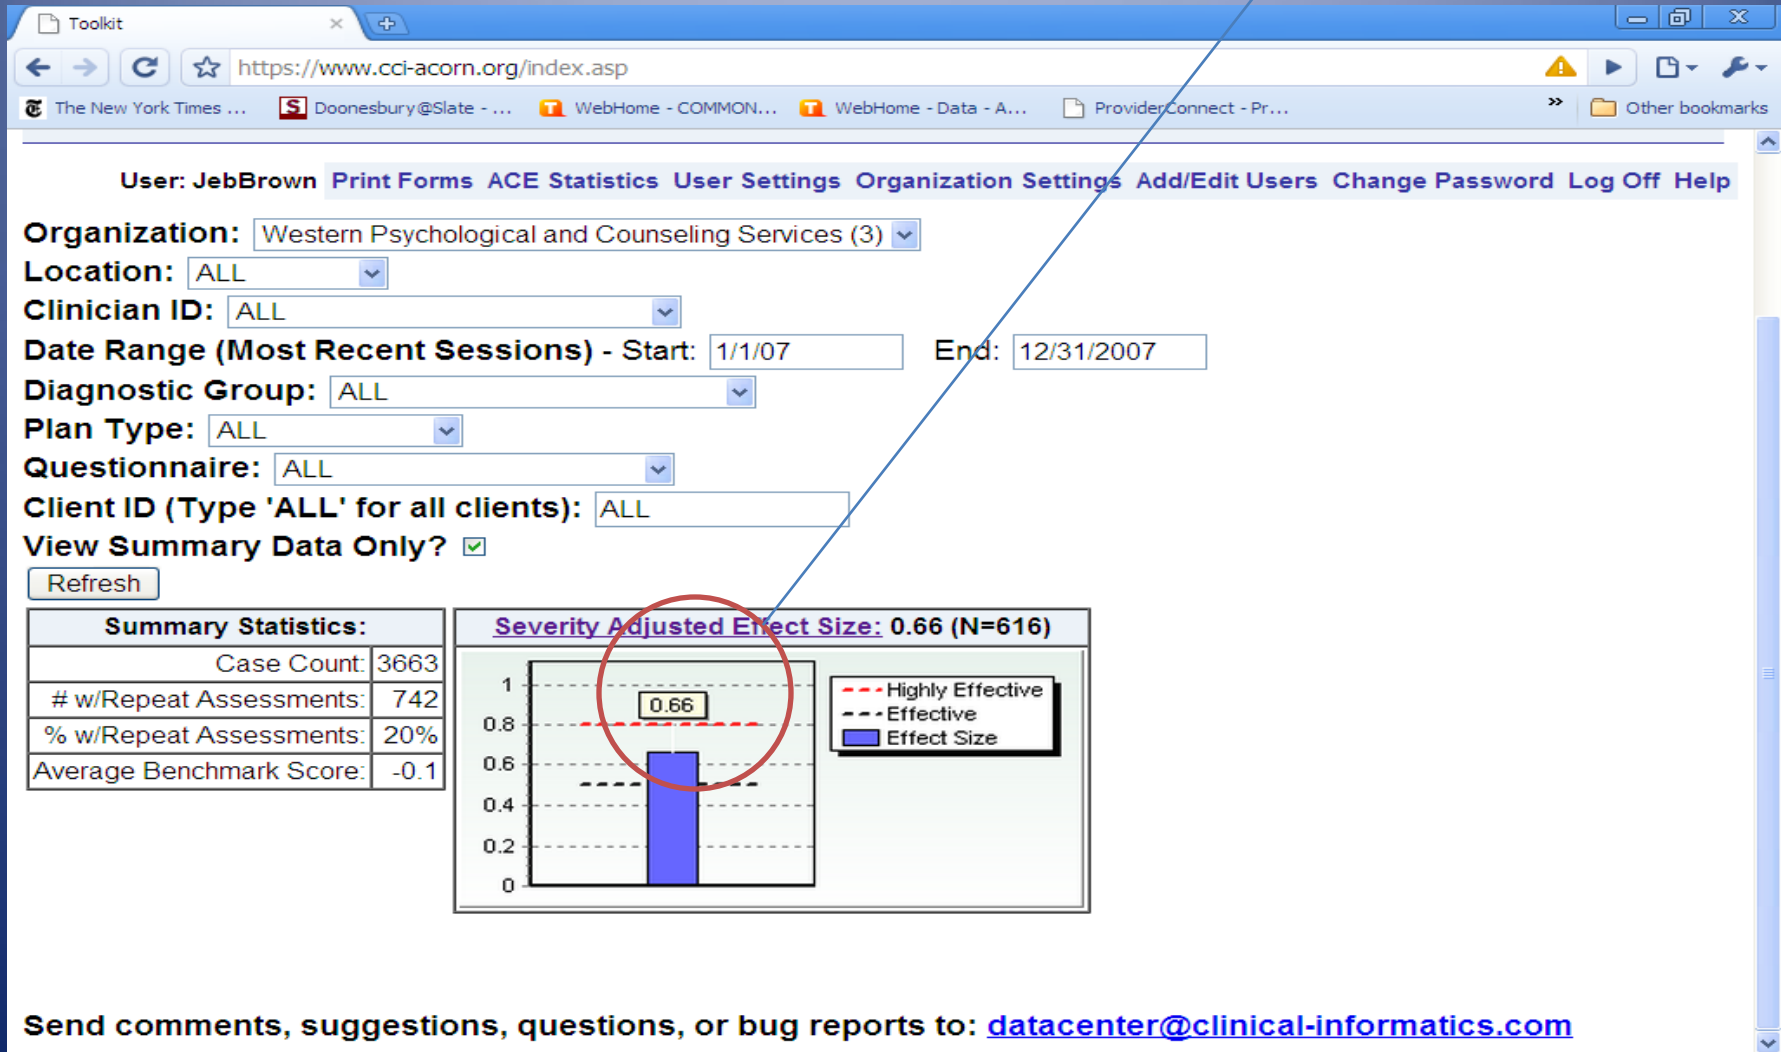 Toolkit
https://www.cci-acorn.org/index.asp
The New York Times ... Doonesbury@Slate - ... WebHome - COMMON... WebHome - Data - A... ProviderConnect - Pr... » Other bookmarks
User: JebBrown Print Forms ACE Statistics User Settings Organization Settings Add/Edit Users Change Password Log Off Help
Organization: Western Psychological and Counseling Services (3)
Location: ALL
Clinician ID: ALL
Date Range (Most Recent Sessions) - Start: 1/1/07 End: 12/31/2007
Diagnostic Group: ALL
Plan Type: ALL
Questionnaire: ALL
Client ID (Type 'ALL' for all clients): ALL
View Summary Data Only?
Refresh
Summary Statistics:
Case Count: 3663
# w/Repeat Assessments: 742
% w/Repeat Assessments: 20%
Average Benchmark Score: -0.1
Severity Adjusted Effect Size: 0.66 (N=616)
1
0.8
0.6
0.4
0.2
0
0.66
Highly Effective
Effective
Effect Size
Send comments, suggestions, questions, or bug reports to: datacenter@clinical-informatics.com